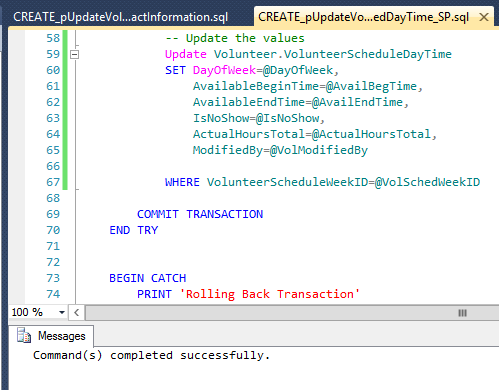 CREATE_pUpdateVol...actInformation.sql
CREATE_pUpdateVo...edDayTime_SP.sql
58 -- Update the values
59 Update Volunteer.VolunteerScheduleDayTime
60 SET DayOfWeek=@DayOfWeek,
61 AvailableBeginTime=@AvailBegTime,
62 AvailableEndTime=@AvailEndTime,
63 IsNoShow=@IsNoShow,
64 ActualHoursTotal=@ActualHoursTotal,
65 ModifiedBy=@VolModifiedBy
66
67 WHERE VolunteerScheduleWeekID=@VolSchedWeekID
68
69 COMMIT TRANSACTION
70 END TRY
71
72
73 BEGIN CATCH
74 PRINT 'Rolling Back Transaction'
100 %
Messages
Command(s) completed successfully.